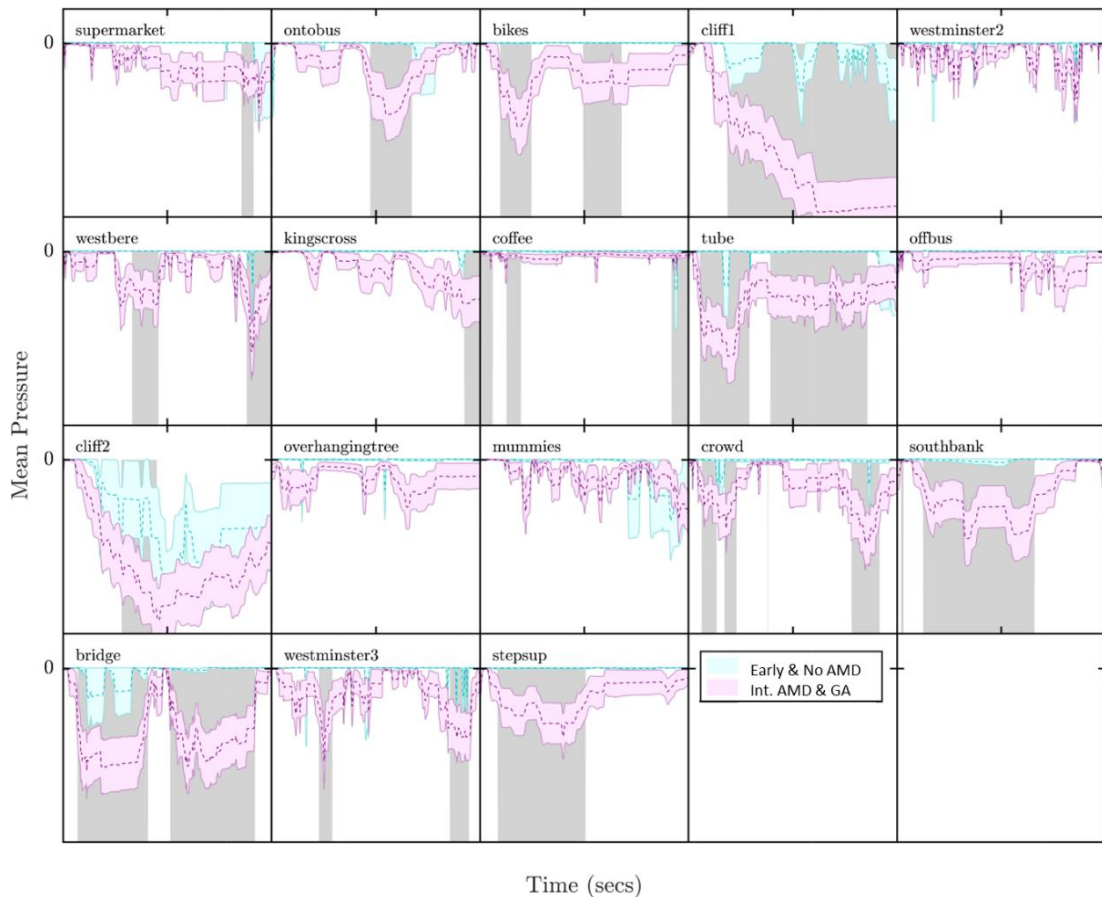 supermarket
ontobus
bikes
cliff1
westminster2
0
westbere
kingscross
coffee
tube
offbus
0
Mean Pressure
cliff2
overhangingtree
mummies
crowd
southbank
0
bridge
westminster3
stepsup
0
Early & No AMD
Int. AMD & GA
Time (secs)